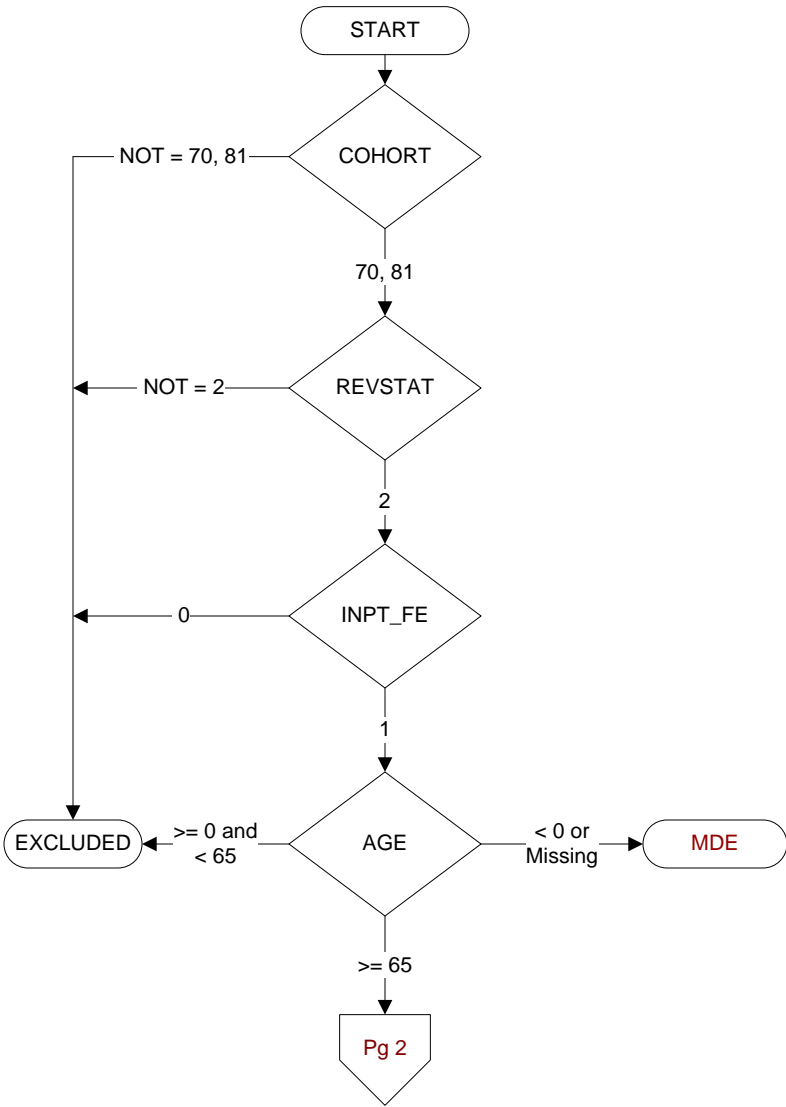 START
COHORT
NOT = 70, 81
70, 81
REVSTAT
NOT = 2
2
INPT_FE
0
1
EXCLUDED
>= 0 and
< 65
AGE
< 0 or
Missing
MDE
>= 65
Pg 2